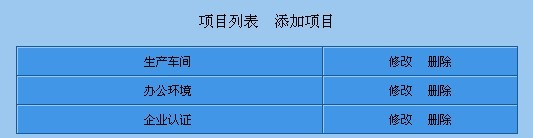 项目列表 添加项目
生产车间 修改 删除
办公环境 修改 删除
企业认证 修改 删除